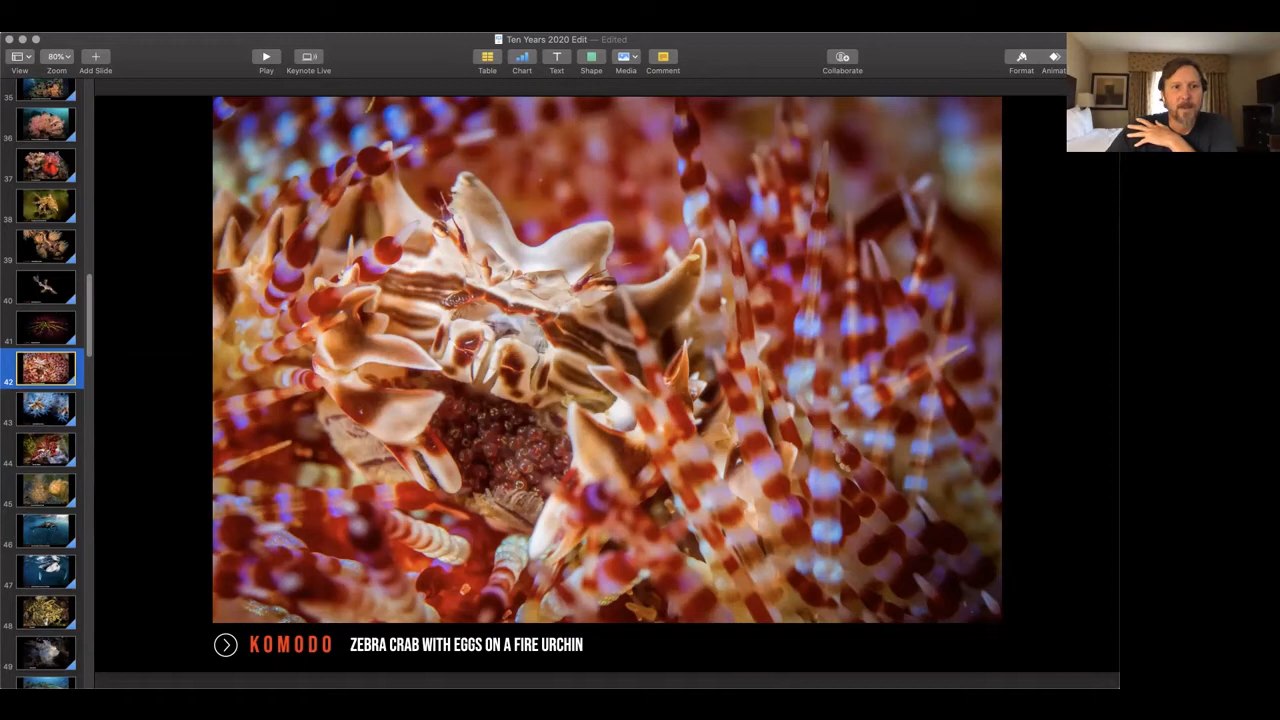 Ten Years 2020 Edit — Edited
80%
View
Zoom
Add Slide
Play
Keynote Live
Table
Chart
Text
Shape
Media
Comment
Collaborate
Format
Animat
35
36
37
38
39
40
41
42
43
44
45
46
47
48
49
KOMODO ZEBRA CRAB WITH EGGS ON A FIRE URCHIN